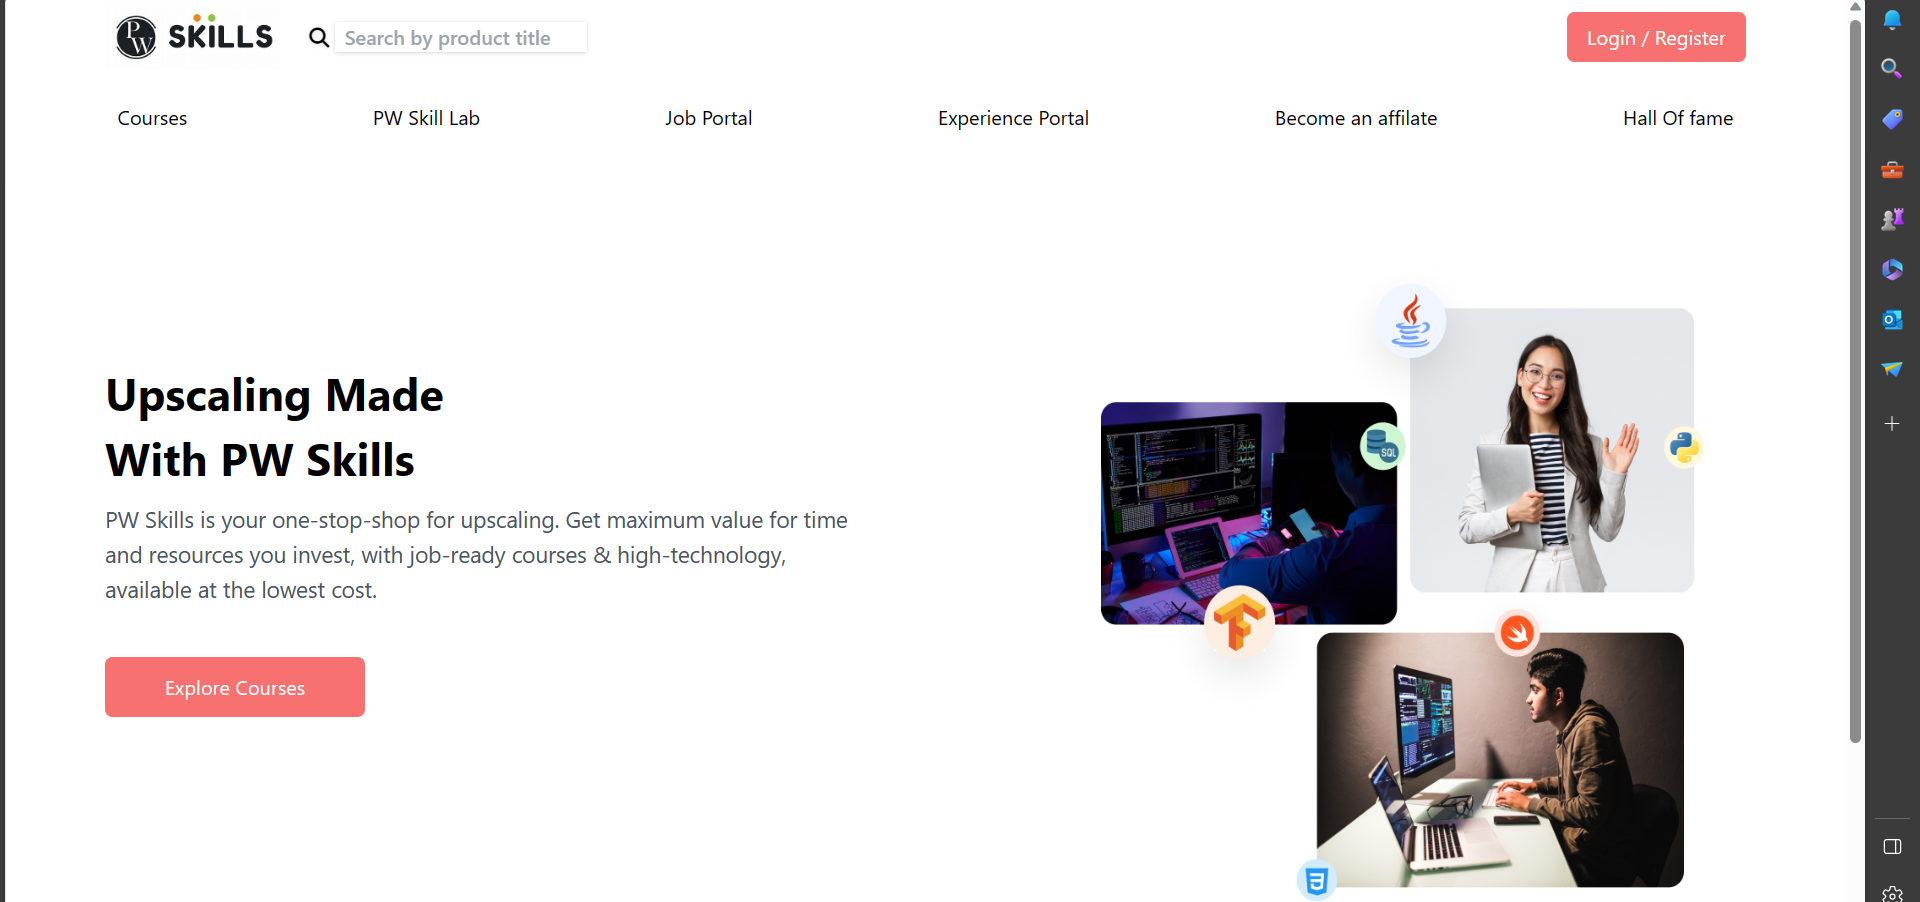 PW SKILLS
Search by product title
Login / Register
Courses
PW Skill Lab
Job Portal
Experience Portal
Become an affilate
Hall Of fame
Upscaling Made
With PW Skills
PW Skills is your one-stop-shop for upscaling. Get maximum value for time
and resources you invest, with job-ready courses & high-technology,
available at the lowest cost.
Explore Courses
SQL